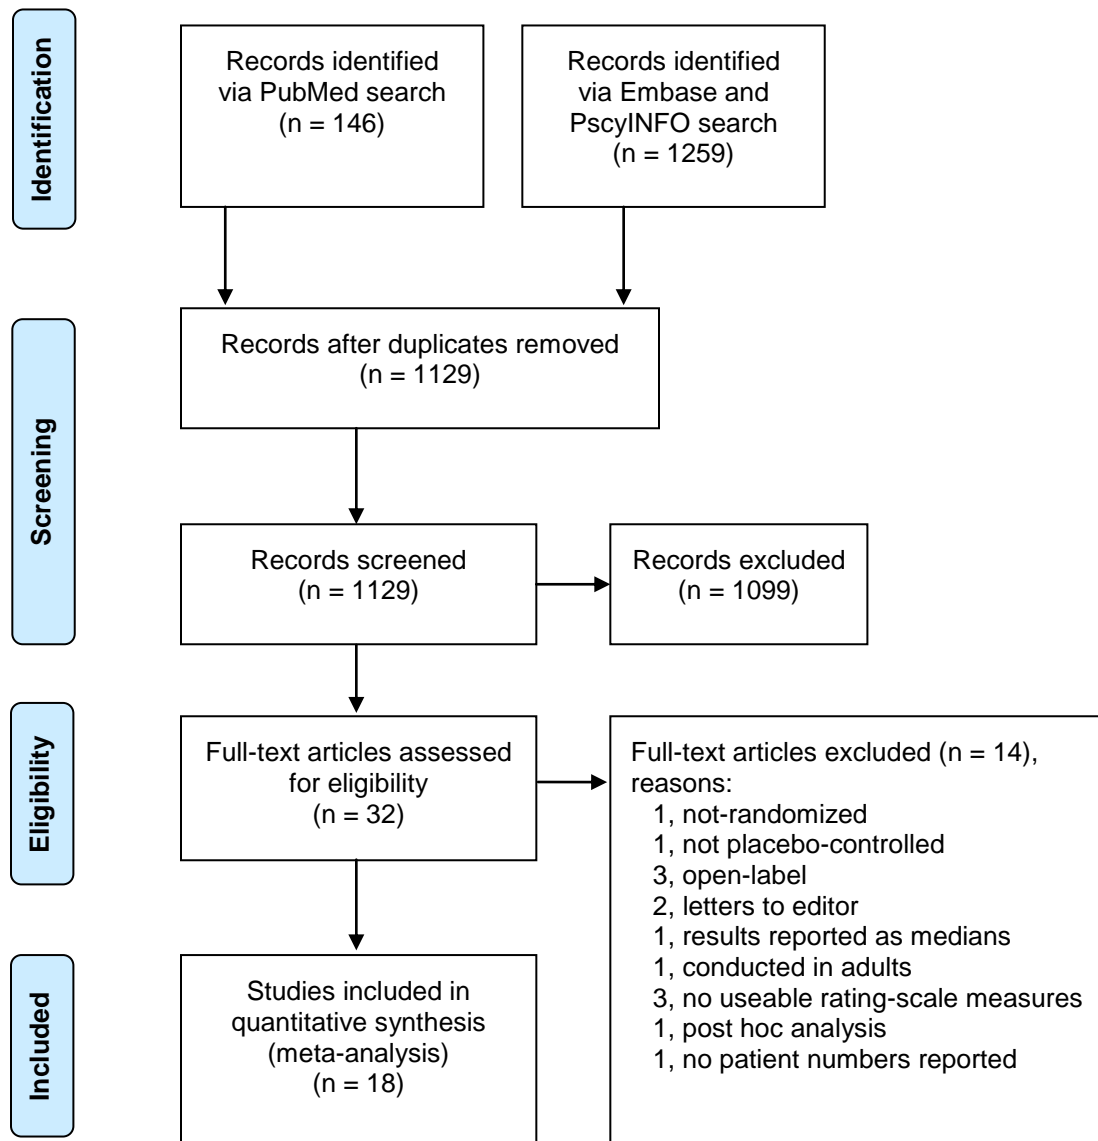 Identification
Records identified
via PubMed search
(n = 146)
Records identified
via Embase and
PscyINFO search
(n = 1259)
Screening
Records after duplicates removed
(n = 1129)
Records screened
(n = 1129)
Records excluded
(n = 1099)
Eligibility
Full-text articles assessed
for eligibility
(n = 32)
Full-text articles excluded (n = 14),
reasons:
1, not-randomized
1, not placebo-controlled
3, open-label
2, letters to editor
1, results reported as medians
1, conducted in adults
3, no useable rating-scale measures
1, post hoc analysis
1, no patient numbers reported
Included
Studies included in
quantitative synthesis
(meta-analysis)
(n = 18)